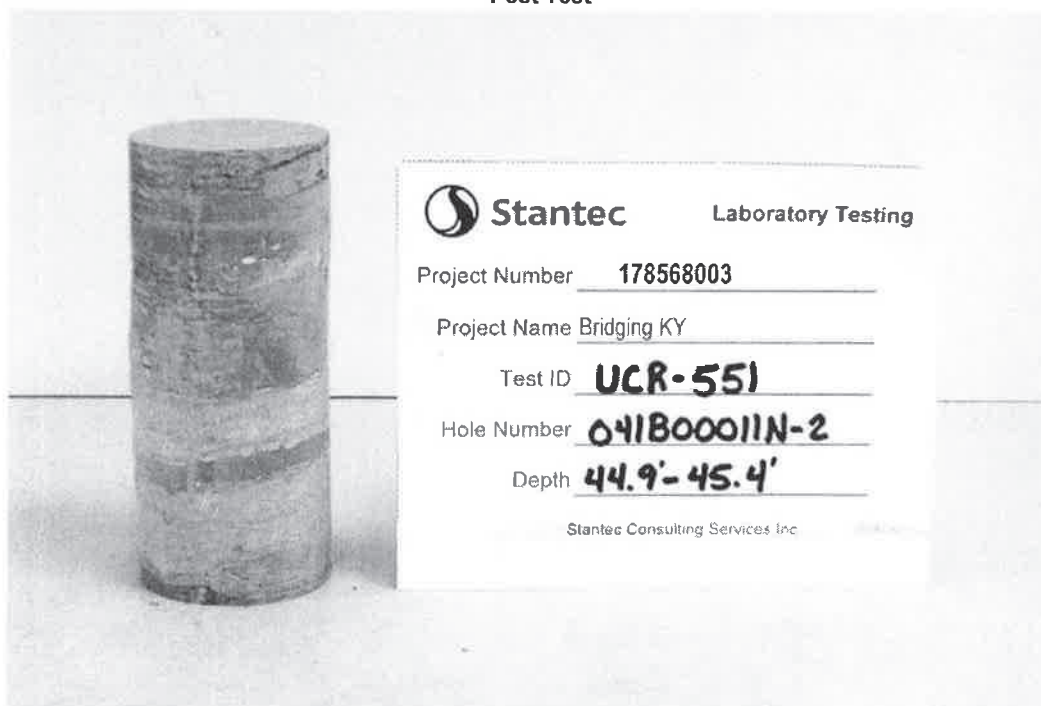 Post Test
Stantec Laboratory Testing
Project Number 178568003
Project Name Bridging KY
Test ID UCR-551
Hole Number 041B00011N-2
Depth 44.9'-45.4'
Stantec Consulting Services Inc